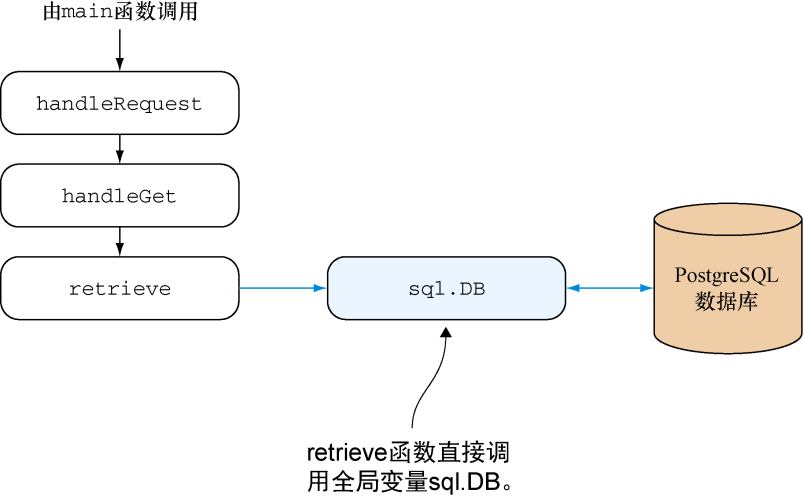 由main函数调用
handleRequest
handleGet
retrieve
sql.DB
PostgreSQL
数据库
retrieve函数直接调
用全局变量sql.DB。